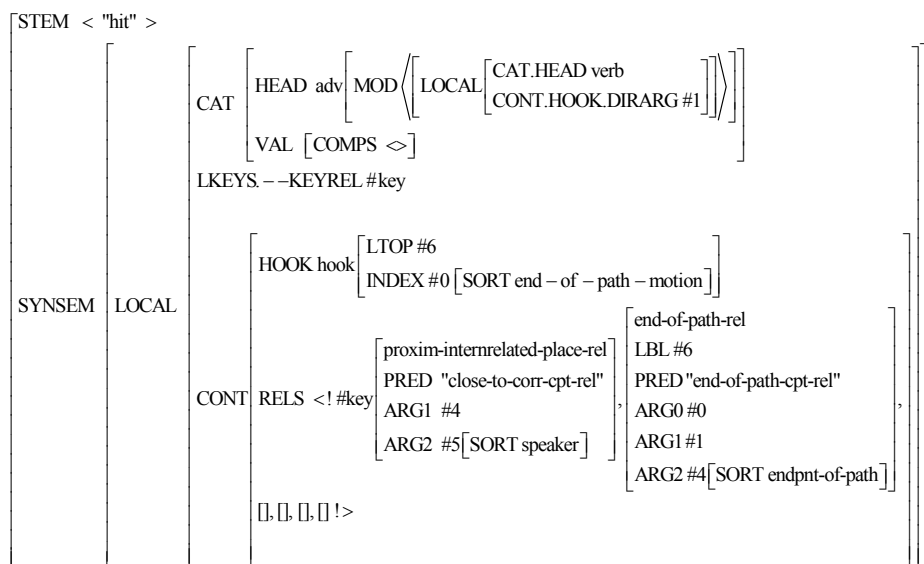 STEM < "hit" >
SYNSEM LOCAL
CAT
HEAD adv MOD LOCAL CAT.HEAD verb
CONT.HOOK.DIRARG #1
VAL [COMPS <>]
LKEYS.--KEYREL #key
CONT
HOOK hook LTOP #6
INDEX #0 [SORT end – of – path – motion]
RELS <! #key
proxim-internrelated-place-rel
PRED "close-to-corr-cpt-rel"
ARG1 #4
ARG2 #5[SORT speaker]
,
end-of-path-rel
LBL #6
PRED "end-of-path-cpt-rel"
ARG0 #0
ARG1 #1
ARG2 #4[SORT endpnt-of-path]
,
[], [], [], [] ! >